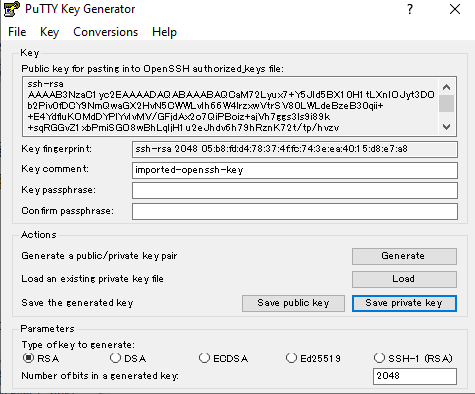 PuTTY Key Generator
File Key Conversions Help
Key
Public key for pasting into OpenSSH authorized_keys file:
ssh-rsa
AAAAB3NzaC1yc2EAAAADAQABAAABAQCaM72Lyux7+Y5JId5BX10H1tLXnIOJyt3DO
b2Piv0fDCY9NmQwaGX2HvN5CWWLvlh66W4IrzxwVtrSV80LWLdeBzeB30qii+
+E4YdfIuKOMdDYPIYvIvMV/GFjdAx2o7QiPBoiz+ajVh7ggs3Is9i89k
+sqRGGvZ1xbPmiSGO8wBhLqIjH1u2eJhdv6h79hRznK72t/tp/hvzv
Key fingerprint: ssh-rsa 2048 05:b8:fd:d4:78:37:4f:fc:74:3e:ea:40:15:d8:e7:a8
Key comment: imported-openssh-key
Key passphrase:
Confirm passphrase:
Actions
Generate a public/private key pair Generate
Load an existing private key file Load
Save the generated key Save public key Save private key
Parameters
Type of key to generate:
RSA DSA ECDSA Ed25519 SSH-1 (RSA)
Number of bits in a generated key: 2048